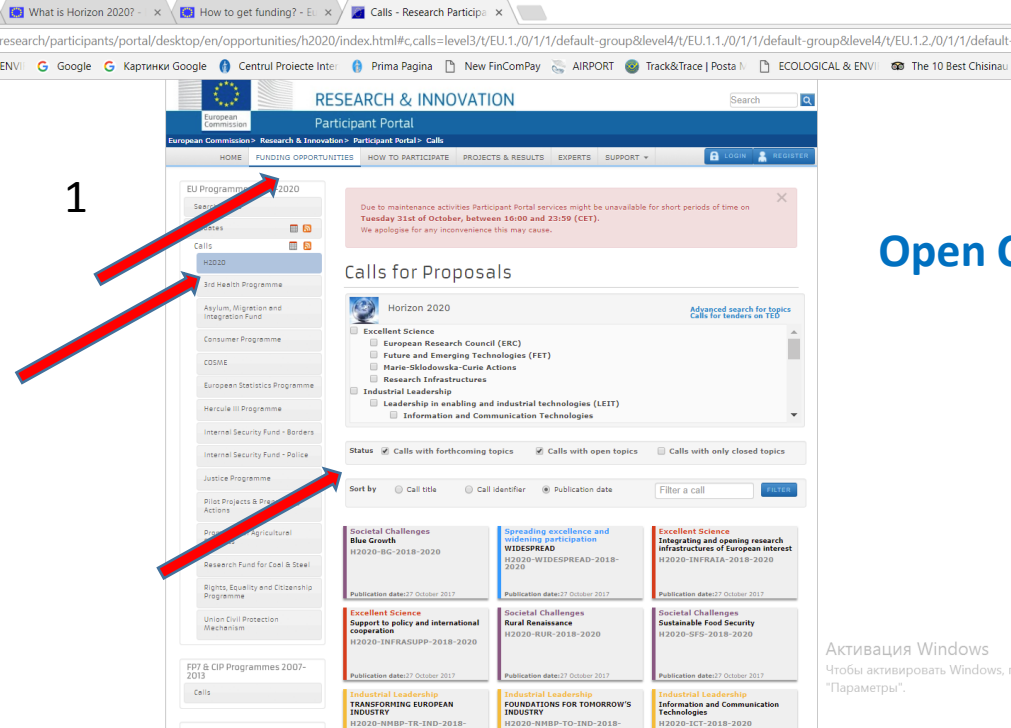 What is Horizon 2020? -
How to get funding? - Eu
Calls - Research Participa
research/participants/portal/desktop/en/opportunities/h2020/index.html#c,calls=level3/t/EU.1./0/1/1/default-group&level4/t/EU.1.1./0/1/1/default-group&level4/t/EU.1.2./0/1/1/default-
ENVI Google Картинки Google Centrul Proiecte Inter Prima Pagina New FinComPay AIRPORT Track&Trace | Posta M ECOLOGICAL & ENVI The 10 Best Chisinau
European
Commission
RESEARCH & INNOVATION
Participant Portal
Search
European Commission > Research & Innovation > Participant Portal > Calls
HOME FUNDING OPPORTUNITIES HOW TO PARTICIPATE PROJECTS & RESULTS EXPERTS SUPPORT LOGIN REGISTER
1
EU Programmes -2020
Calls
H2020
3rd Health Programme
Asylum, Migration and
Integration Fund
Consumer Programme
COSME
European Statistics Programme
Hercule III Programme
Internal Security Fund - Borders
Internal Security Fund - Police
Justice Programme
Pilot Projects &
Actions
Agricultural
Research Fund for Coal & Steel
Rights, Equality and Citizenship
Programme
Union Civil Protection
Mechanism
FP7 & CIP Programmes 2007-
2013
Calls
Due to maintenance activities Participant Portal services might be unavailable for short periods of time on
Tuesday 31st of October, between 16:00 and 23:59 (CET).
We apologise for any inconvenience this may cause.
Open
Calls for Proposals
Horizon 2020
Advanced search for topics
Calls for tenders on TED
Excellent Science
European Research Council (ERC)
Future and Emerging Technologies (FET)
Marie-Sklodowska-Curie Actions
Research Infrastructures
Industrial Leadership
Leadership in enabling and industrial technologies (LEIT)
Information and Communication Technologies
Status Calls with forthcoming topics Calls with open topics Calls with only closed topics
Sort by Call title Call identifier Publication date Filter a call FILTER
Societal Challenges
Blue Growth
H2020-BG-2018-2020
Publication date:27 October 2017
Spreading excellence and
widening participation
WIDESPREAD
H2020-WIDESPREAD-2018-
2020
Publication date:27 October 2017
Excellent Science
Integrating and opening research
infrastructures of European interest
H2020-INFRAIA-2018-2020
Publication date:27 October 2017
Excellent Science
Support to policy and international
cooperation
H2020-INFRASUPP-2018-2020
Publication date:27 October 2017
Societal Challenges
Rural Renaissance
H2020-RUR-2018-2020
Publication date:27 October 2017
Societal Challenges
Sustainable Food Security
H2020-SFS-2018-2020
Publication date:27 October 2017
Industrial Leadership
TRANSFORMING EUROPEAN
INDUSTRY
H2020-NMBP-TR-IND-2018-
Industrial Leadership
FOUNDATIONS FOR TOMORROW'S
INDUSTRY
H2020-NMBP-TO-IND-2018-
Industrial Leadership
Information and Communication
Technologies
H2020-ICT-2018-2020
Активация Windows
Чтобы активировать Windows,
"Параметры".